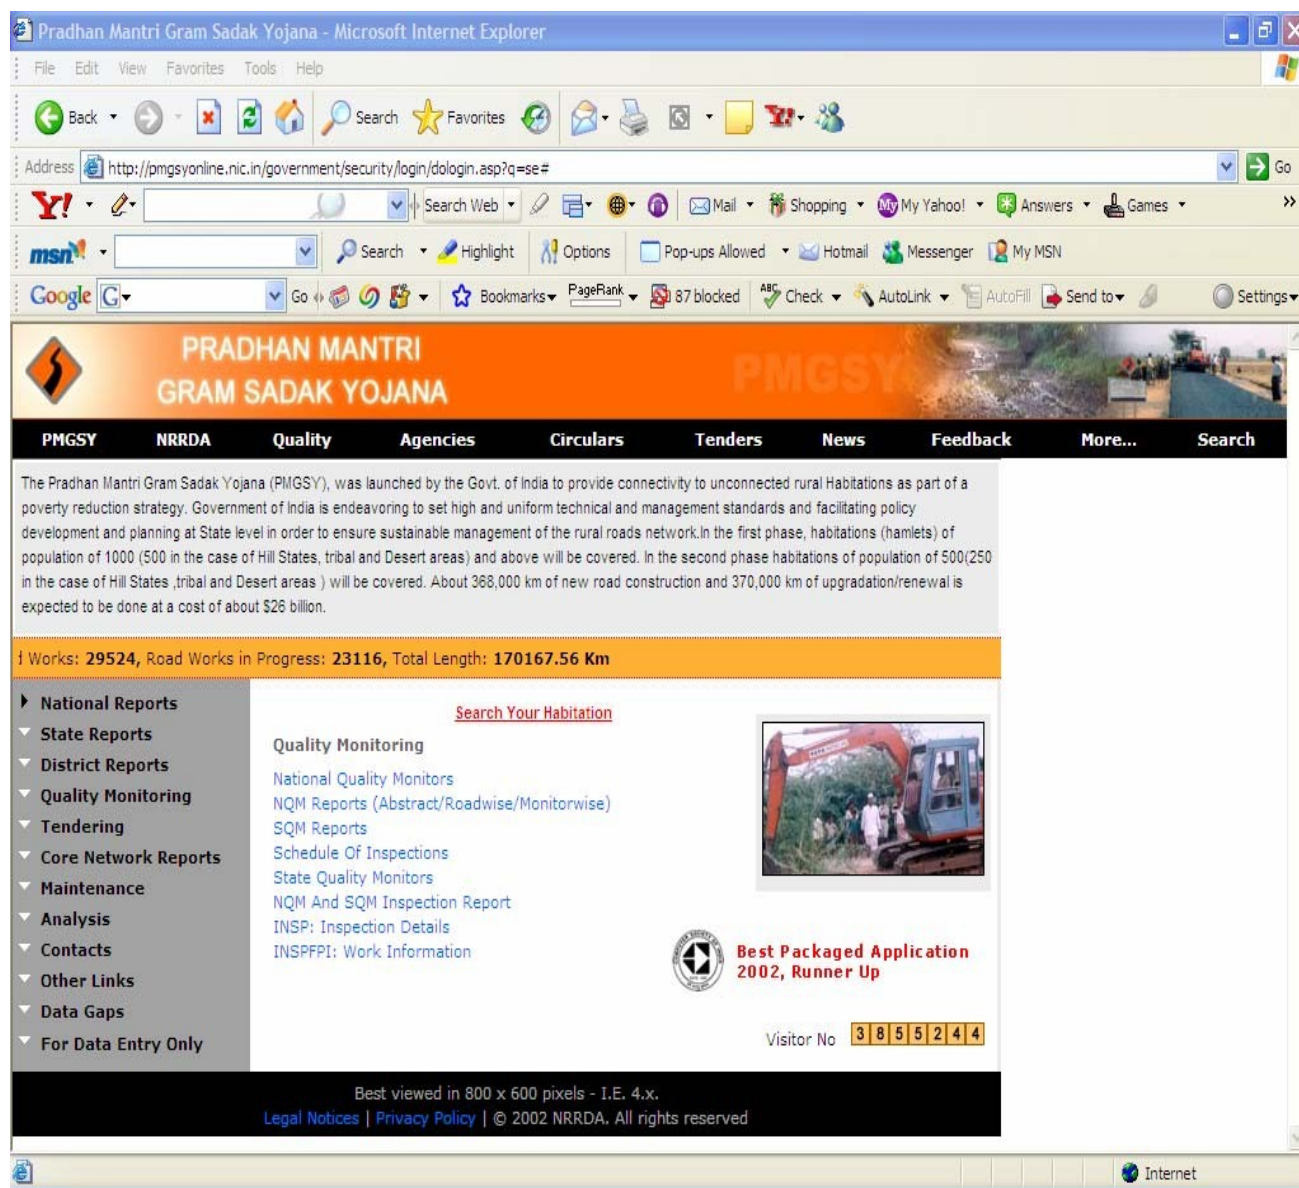 Pradhan Mantri Gram Sadak Yojana - Microsoft Internet Explorer
File Edit View Favorites Tools Help
Back Search Favorites
Address http://pmgsyonline.nic.in/government/security/login/dologin.asp?q=se# Go
Y! Search Web Mail Shopping My My Yahoo! Answers Games »
msn Search Highlight Options Pop-ups Allowed Hotmail Messenger My MSN
Google G Go Bookmarks PageRank 87 blocked ABC Check AutoLink AutoFill Send to Settings
PRADHAN MANTRI
GRAM SADAK YOJANA
PMGSY
PMGSY NRRDA Quality Agencies Circulars Tenders News Feedback More... Search
The Pradhan Mantri Gram Sadak Yojana (PMGSY), was launched by the Govt. of India to provide connectivity to unconnected rural Habitations as part of a
poverty reduction strategy. Government of India is endeavoring to set high and uniform technical and management standards and facilitating policy
development and planning at State level in order to ensure sustainable management of the rural roads network.In the first phase, habitations (hamlets) of
population of 1000 (500 in the case of Hill States, tribal and Desert areas) and above will be covered. In the second phase habitations of population of 500(250
in the case of Hill States ,tribal and Desert areas ) will be covered. About 368,000 km of new road construction and 370,000 km of upgradation/renewal is
expected to be done at a cost of about $26 billion.
d Works: 29524, Road Works in Progress: 23116, Total Length: 170167.56 Km
National Reports
State Reports
District Reports
Quality Monitoring
Tendering
Core Network Reports
Maintenance
Analysis
Contacts
Other Links
Data Gaps
For Data Entry Only
Search Your Habitation
Quality Monitoring
National Quality Monitors
NQM Reports (Abstract/Roadwise/Monitorwise)
SQM Reports
Schedule Of Inspections
State Quality Monitors
NQM And SQM Inspection Report
INSP: Inspection Details
INSPFPI: Work Information
Best Packaged Application
2002, Runner Up
Visitor No 3855244
Best viewed in 800 x 600 pixels - I.E. 4.x.
Legal Notices | Privacy Policy | © 2002 NRRDA. All rights reserved
Internet